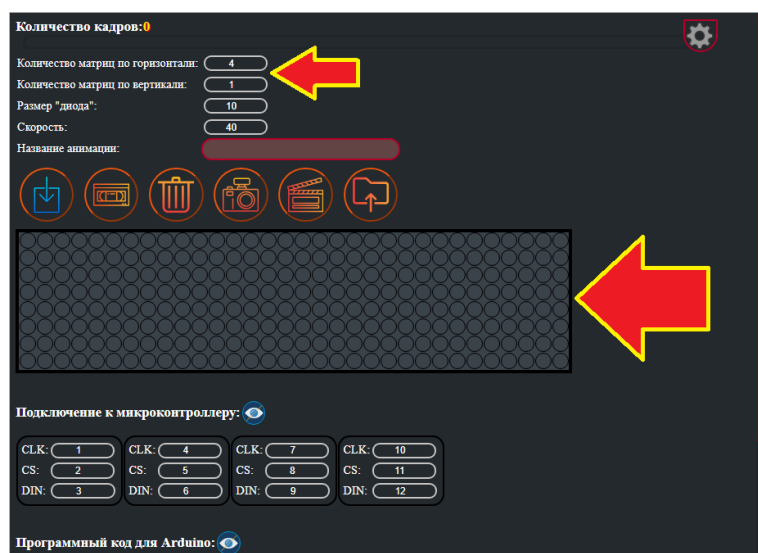 Количество кадров:0
Количество матриц по горизонтали: 4
Количество матриц по вертикали: 1
Размер "диода": 10
Скорость: 40
Название анимации:
Подключение к микроконтроллеру:
CLK: 1 CLK: 4 CLK: 7 CLK: 10
CS: 2 CS: 5 CS: 8 CS: 11
DIN: 3 DIN: 6 DIN: 9 DIN: 12
Программный код для Arduino: